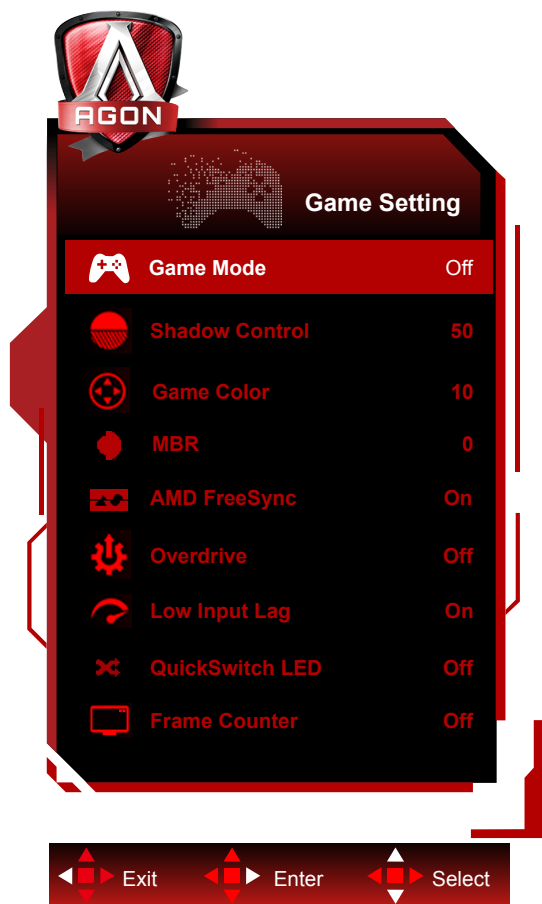 AGON
Game Setting
Game Mode Off
Shadow Control 50
Game Color 10
MBR 0
AMD FreeSync On
Overdrive Off
Low Input Lag On
QuickSwitch LED Off
Frame Counter Off
Exit Enter Select